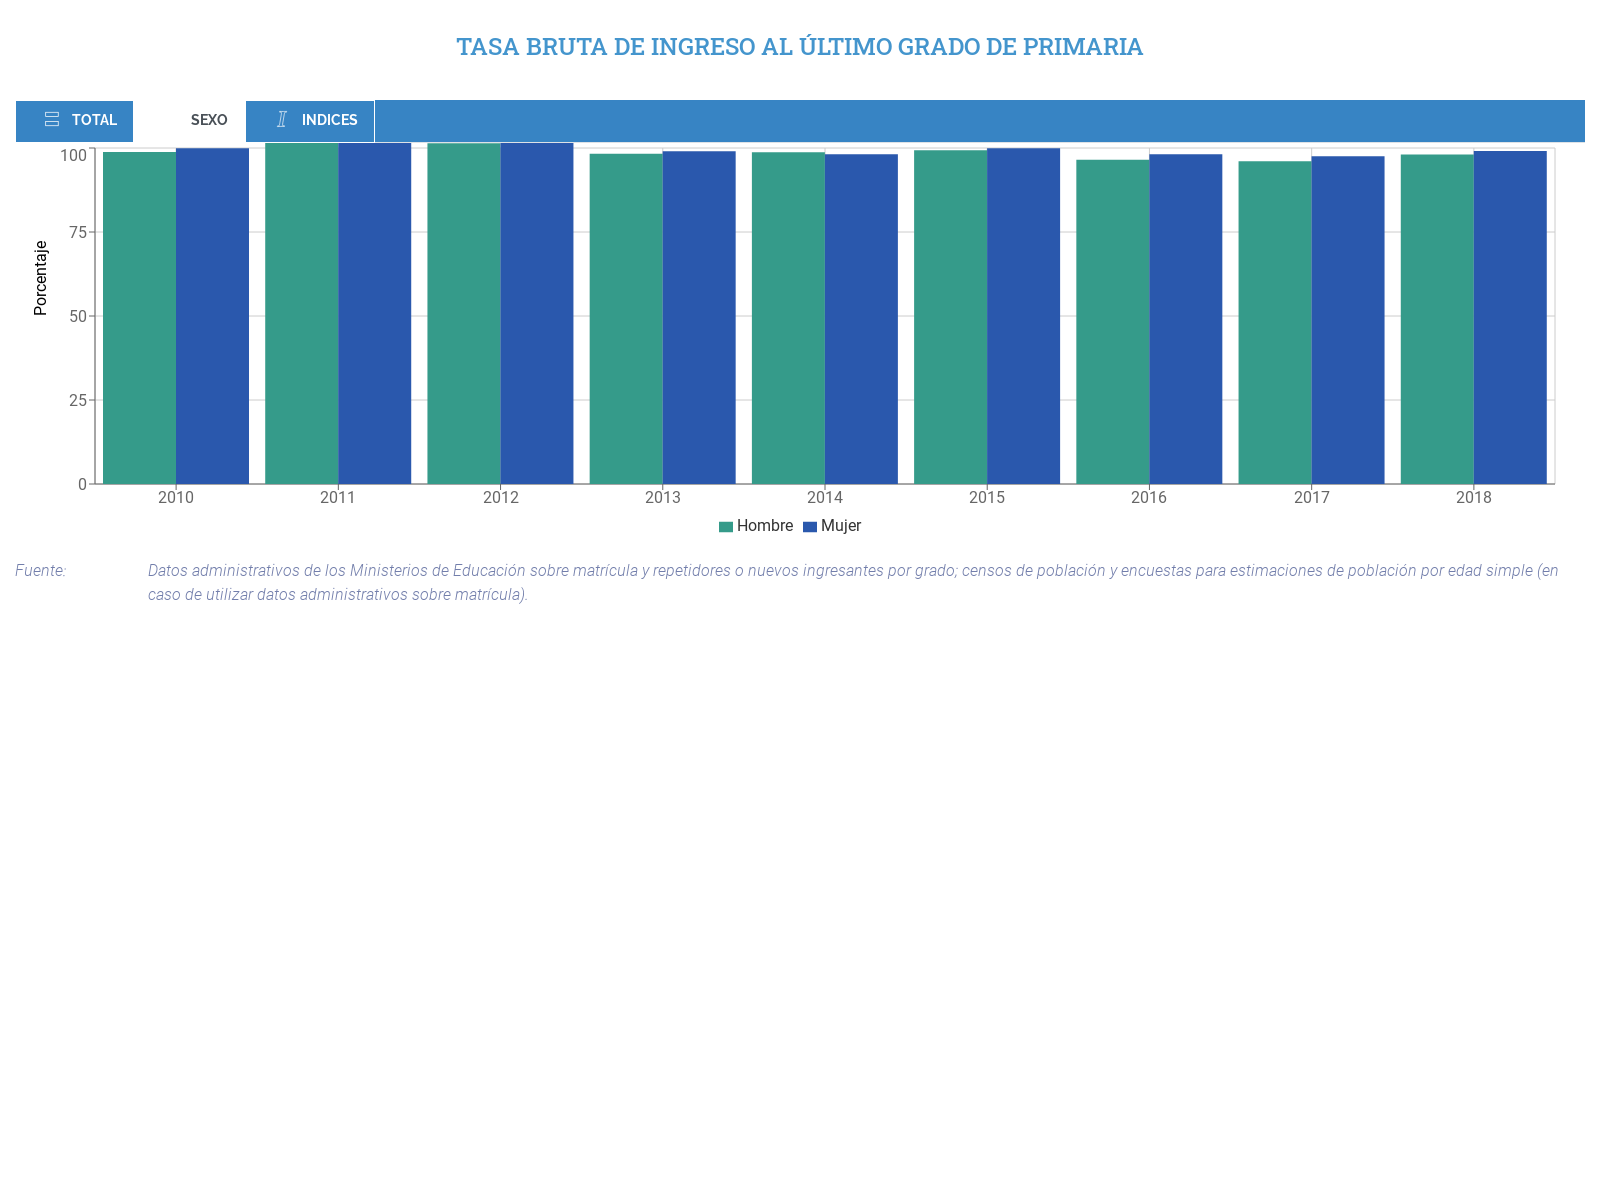 TASA BRUTA DE INGRESO AL ÚLTIMO GRADO DE PRIMARIA
TOTAL SEXO INDICES
Porcentaje
100
75
50
25
0
2010 2011 2012 2013 2014 2015 2016 2017 2018
Hombre Mujer
Fuente: Datos administrativos de los Ministerios de Educación sobre matrícula y repetidores o nuevos ingresantes por grado; censos de población y encuestas para estimaciones de población por edad simple (en
caso de utilizar datos administrativos sobre matrícula).